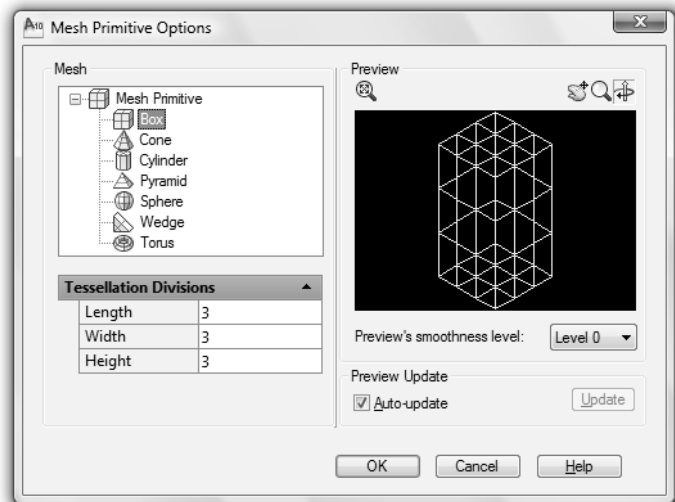 A10 Mesh Primitive Options
Mesh
Mesh Primitive
Box
Cone
Cylinder
Pyramid
Sphere
Wedge
Torus
Tessellation Divisions
Length 3
Width 3
Height 3
Preview
Preview's smoothness level: Level 0
Preview Update
Auto-update Update
OK Cancel Help